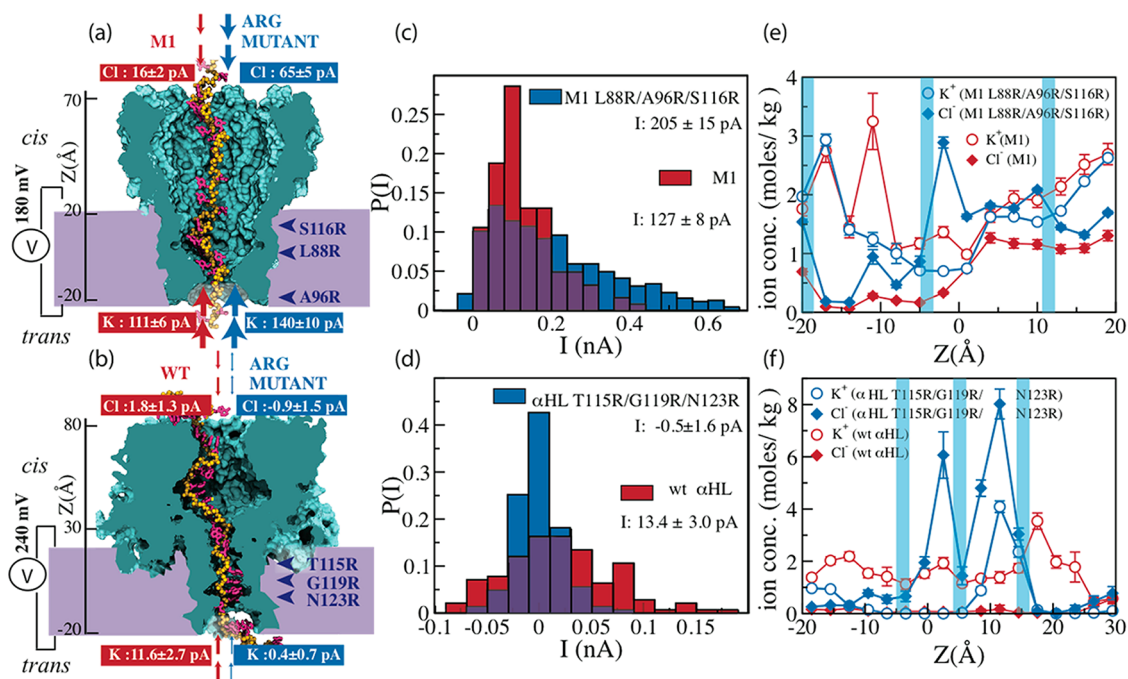 (a)
M1
ARG
MUTANT
Cl : 16±2 pA
Cl : 65±5 pA
70
cis
Z(Å)
180 mV
20
V
S116R
L88R
A96R
-20
trans
K : 111±6 pA
K : 140±10 pA
(b)
WT
ARG
MUTANT
Cl :1.8±1.3 pA
Cl :-0.9±1.5 pA
80
cis
Z(Å)
240 mV
30
V
T115R
G119R
N123R
-20
trans
K :11.6±2.7 pA
K :0.4±0.7 pA
(c)
M1 L88R/A96R/S116R
I: 205 ± 15 pA
M1
I: 127 ± 8 pA
P(I)
0.3
0.25
0.2
0.15
0.1
0.05
0
0 0.2 0.4 0.6
I (nA)
(d)
αHL T115R/G119R/N123R
I: -0.5±1.6 pA
wt αHL
I: 13.4 ± 3.0 pA
P(I)
0.4
0.3
0.2
0.1
0
-0.1 -0.05 0 0.05 0.1 0.15
I (nA)
(e)
K+ (M1 L88R/A96R/S116R)
Cl- (M1 L88R/A96R/S116R)
K+(M1)
Cl- (M1)
ion conc. (moles/ kg)
4
3
2
1
0
-20 -10 0 10 20
Z(Å)
(f)
K+ (αHL T115R/G119R/ N123R)
Cl- (αHL T115R/G119R/ N123R)
K+ (wt αHL)
Cl- (wt αHL)
ion conc. (moles/ kg)
8
6
4
2
0
-20 -10 0 10 20 30
Z(Å)